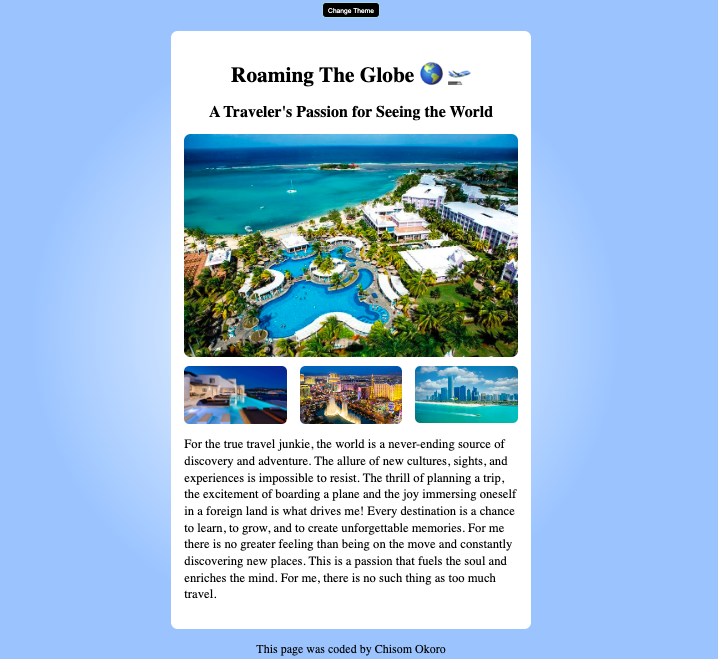 Change Theme
Roaming The Globe 🌎 🛫
A Traveler's Passion for Seeing the World
For the true travel junkie, the world is a never-ending source of
discovery and adventure. The allure of new cultures, sights, and
experiences is impossible to resist. The thrill of planning a trip,
the excitement of boarding a plane and the joy immersing oneself
in a foreign land is what drives me! Every destination is a chance
to learn, to grow, and to create unforgettable memories. For me
there is no greater feeling than being on the move and constantly
discovering new places. This is a passion that fuels the soul and
enriches the mind. For me, there is no such thing as too much
travel.
This page was coded by Chisom Okoro